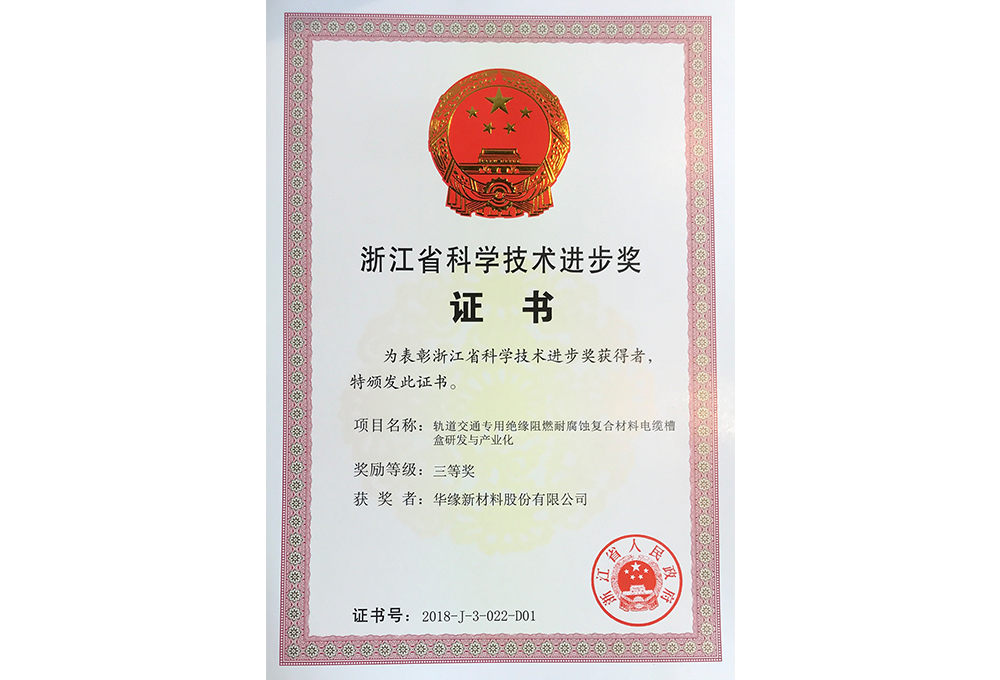 浙江省科学技术进步奖
证 书
为表彰浙江省科学技术进步奖获得者，
特颁发此证书。
项目名称：轨道交通专用绝缘阻燃耐腐蚀复合材料电缆槽
盒研发与产业化
奖励等级：三等奖
获 奖 者：华缘新材料股份有限公司
浙江省人民政府
证书号：2018-J-3-022-D01